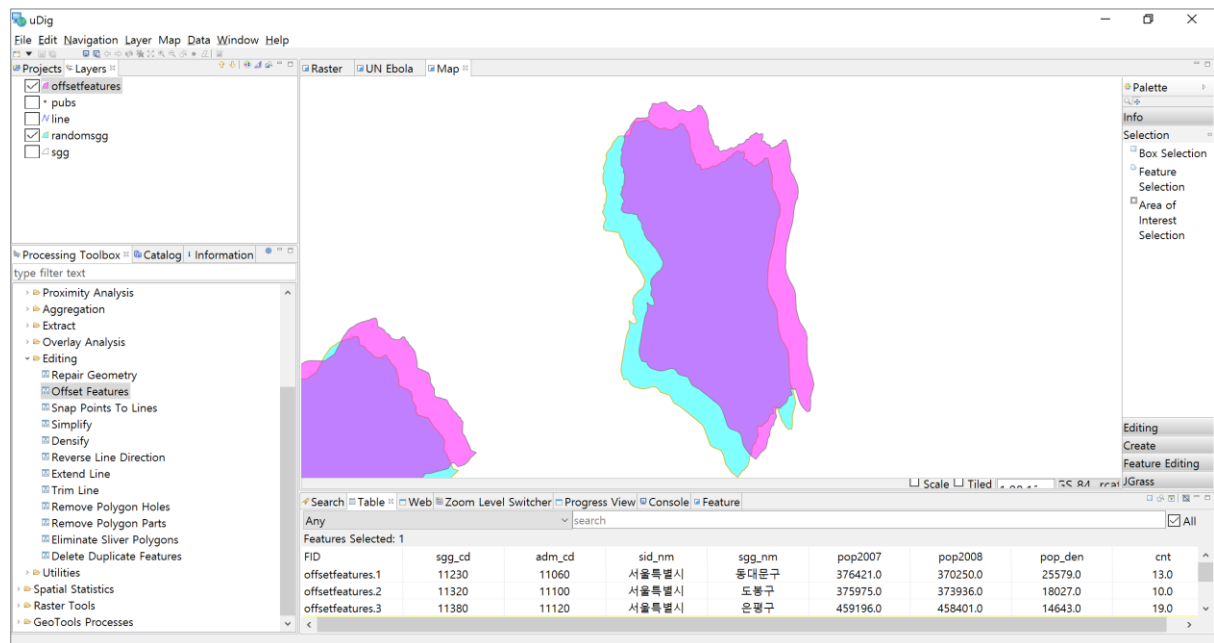 uDig
File Edit Navigation Layer Map Data Window Help
Projects Layers
offsetfeatures
pubs
line
randomsgg
sgg
Processing Toolbox Catalog Information
type filter text
Proximity Analysis
Aggregation
Extract
Overlay Analysis
Editing
Repair Geometry
Offset Features
Snap Points To Lines
Simplify
Densify
Reverse Line Direction
Extend Line
Trim Line
Remove Polygon Holes
Remove Polygon Parts
Eliminate Sliver Polygons
Delete Duplicate Features
Utilities
Spatial Statistics
Raster Tools
GeoTools Processes
Raster UN Ebola Map
Palette
Info
Selection
Box Selection
Feature
Selection
Area of
Interest
Selection
Editing
Create
Feature Editing
JGrass
Scale Tiled
Search Table Web Zoom Level Switcher Progress View Console Feature
Any search All
Features Selected: 1
FID sgg_cd adm_cd sid_nm sgg_nm pop2007 pop2008 pop_den cnt
offsetfeatures.1 11230 11060 서울특별시 동대문구 376421.0 370250.0 25579.0 13.0
offsetfeatures.2 11320 11100 서울특별시 도봉구 375975.0 373936.0 18027.0 10.0
offsetfeatures.3 11380 11120 서울특별시 은평구 459196.0 458401.0 14643.0 19.0